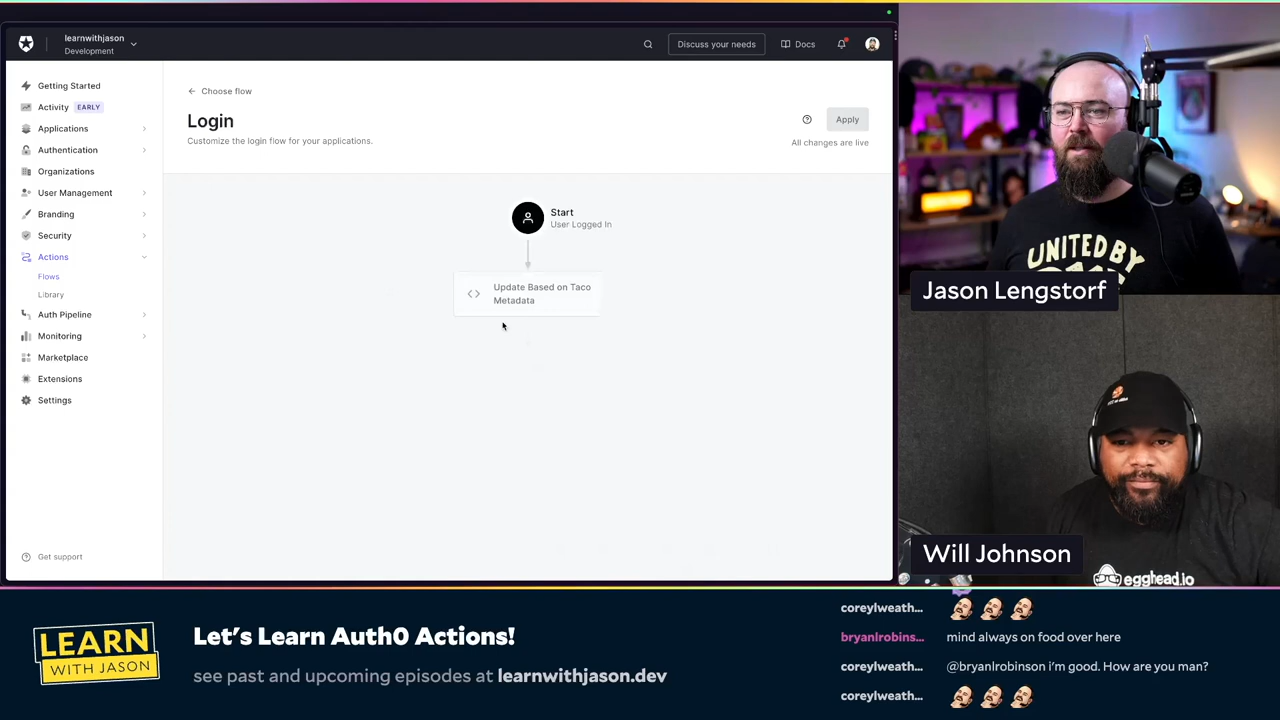 learnwithjason
Development
Discuss your needs
Docs
Getting Started
Activity EARLY
Applications
Authentication
Organizations
User Management
Branding
Security
Actions
Flows
Library
Auth Pipeline
Monitoring
Marketplace
Extensions
Settings
Get support
Choose flow
Login
Customize the login flow for your applications.
Apply
All changes are live
Start
User Logged In
Update Based on Taco
Metadata
UNITED BY
Jason Lengstorf
Will Johnson
egghead.io
LEARN
WITH JASON
Let's Learn Auth0 Actions!
see past and upcoming episodes at learnwithjason.dev
coreylweath...
bryanlrobins... mind always on food over here
coreylweath... @bryanlrobinson i'm good. How are you man?
coreylweath...